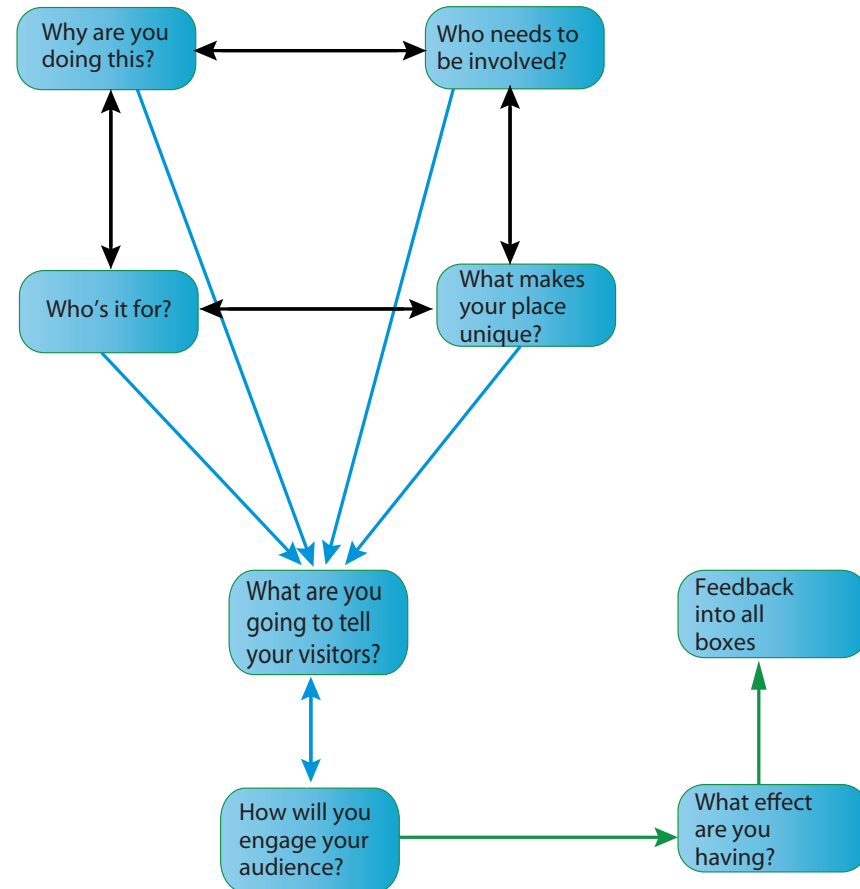 Why are you
doing this?
Who needs to
be involved?
Who's it for?
What makes
your place
unique?
What are you
going to tell
your visitors?
Feedback
into all
boxes
How will you
engage your
audience?
What effect
are you
having?